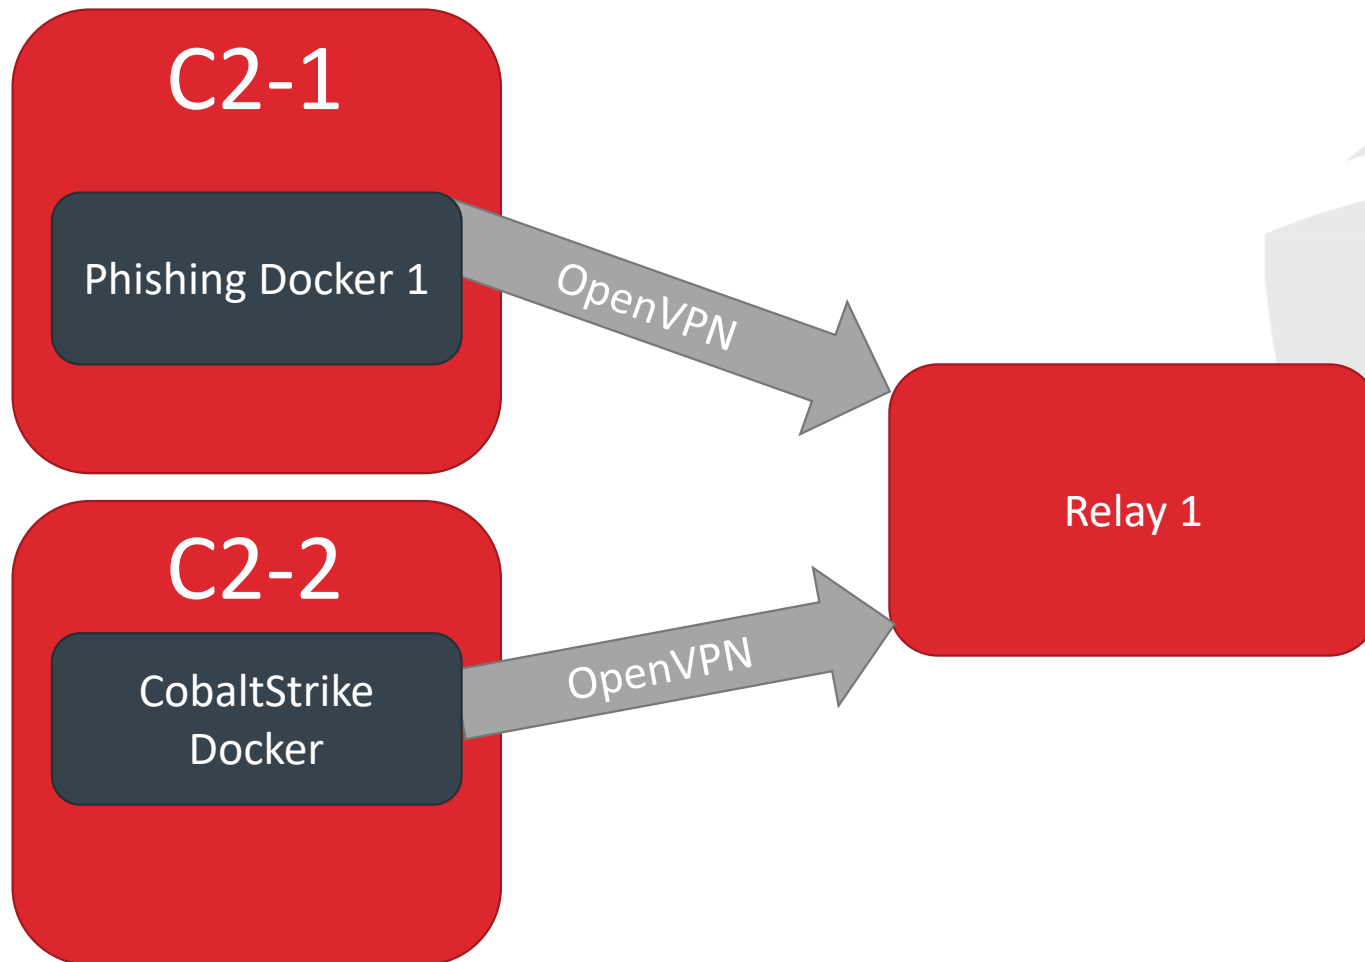 C2-1
Phishing Docker 1
OpenVPN
C2-2
CobaltStrike
Docker
OpenVPN
Relay 1